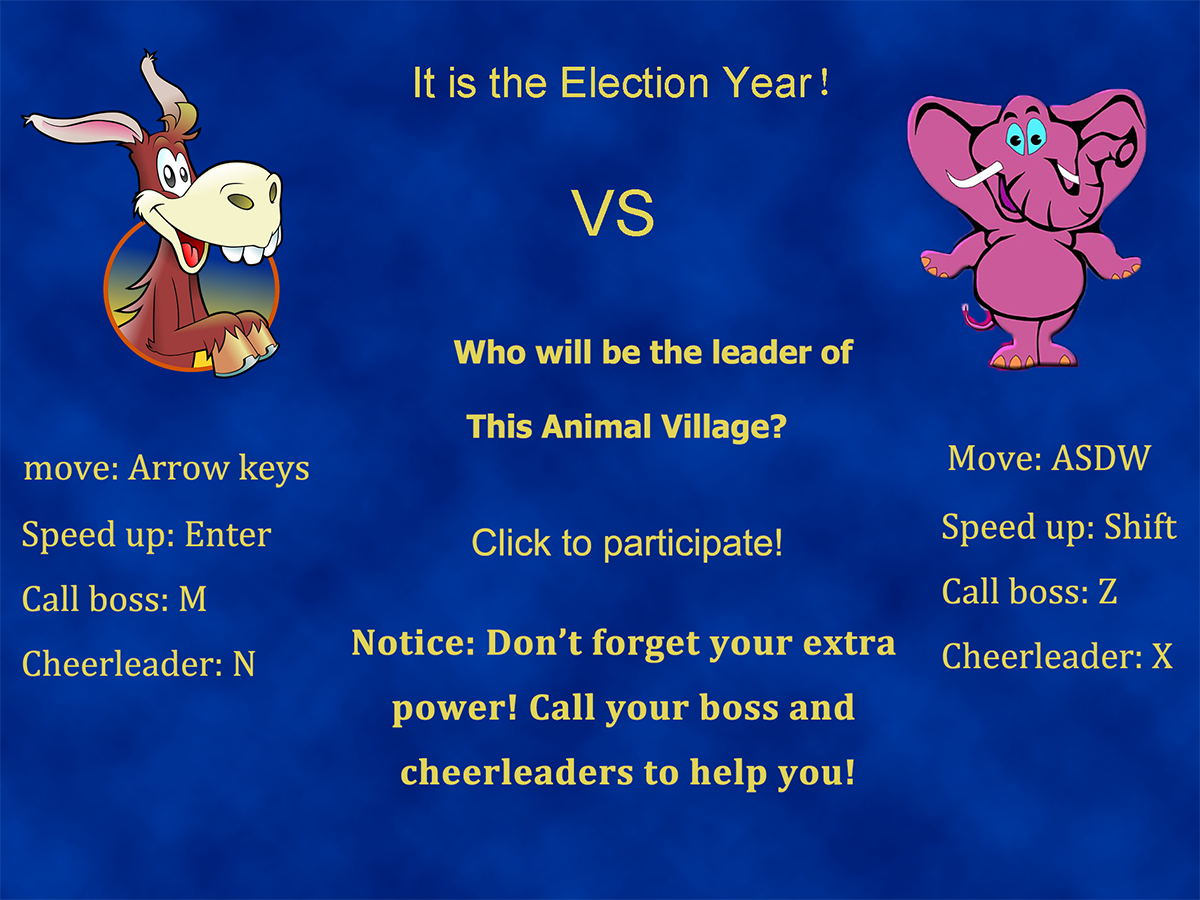 It is the Election Year!
VS
Who will be the leader of
This Animal Village?
move: Arrow keys
Speed up: Enter
Call boss: M
Cheerleader: N
Click to participate!
Notice: Don’t forget your extra
power! Call your boss and
cheerleaders to help you!
Move: ASDW
Speed up: Shift
Call boss: Z
Cheerleader: X